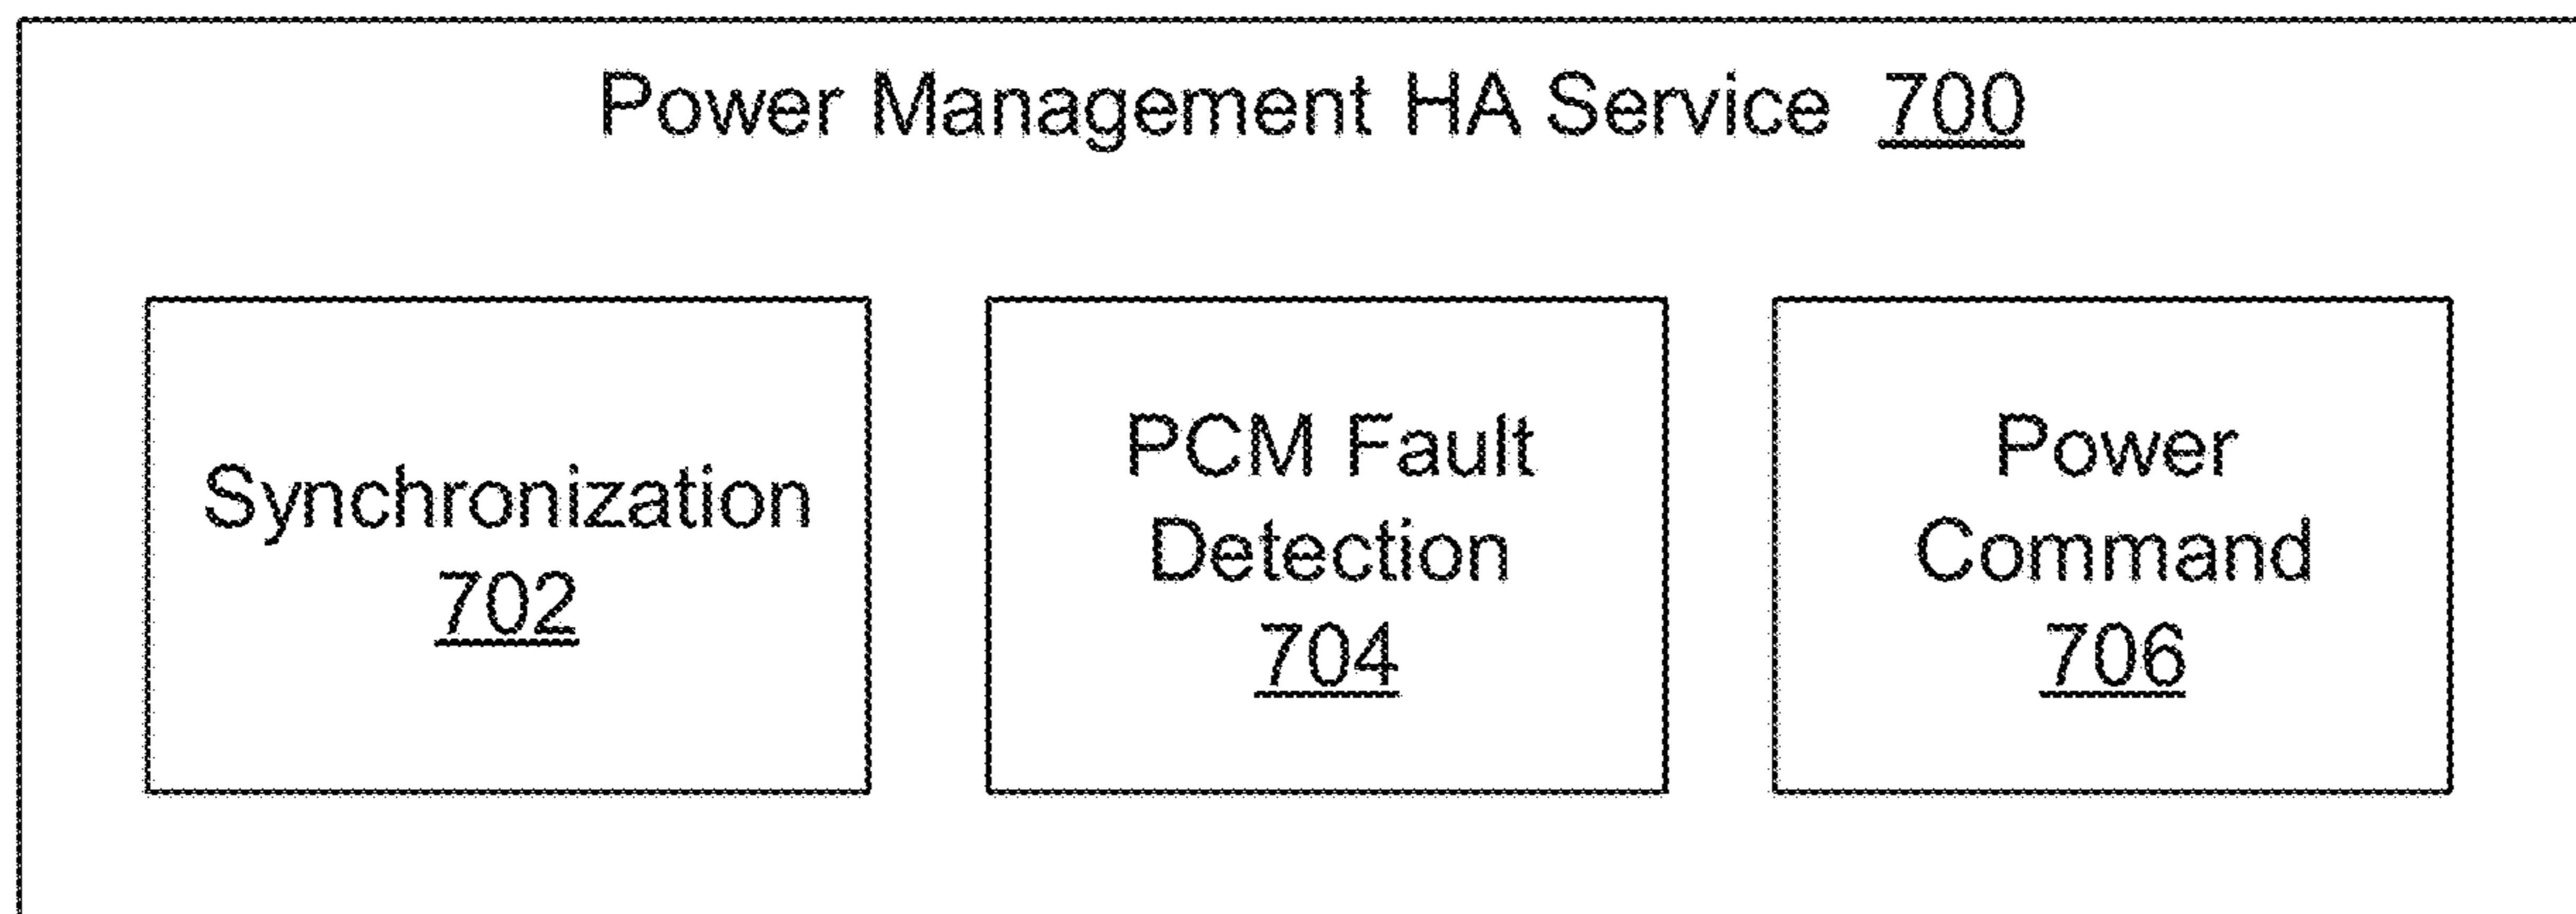 Power Management HA Service 700
Synchronization
702
PCM Fault
Detection
704
Power
Command
706